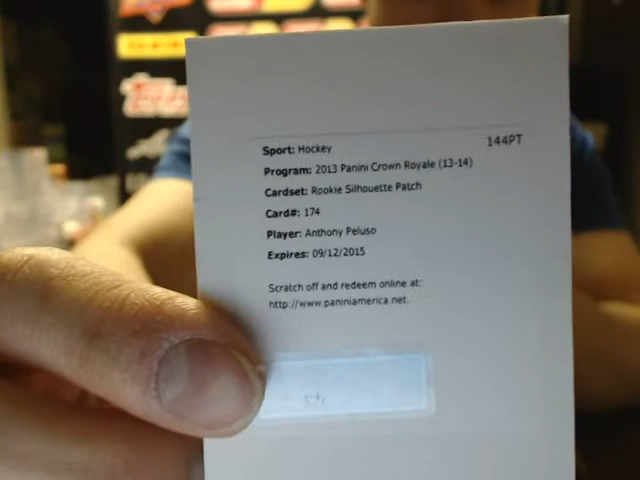 Topps
Sport: Hockey
144PT
Program: 2013 Panini Crown Royale (13-14)
Cardset: Rookie Silhouette Patch
Card#: 174
Player: Anthony Peluso
Expires: 09/12/2015
Scratch off and redeem online at:
http://www.paniniamerica.net.